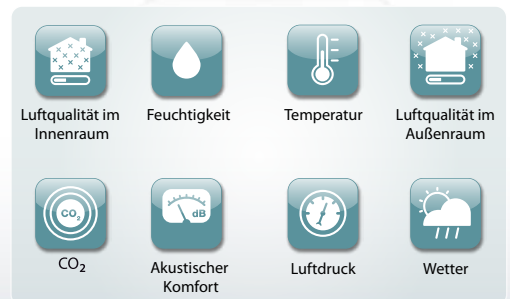 Luftqualität im
Innenraum
Feuchtigkeit
Temperatur
Luftqualität im
Außenraum
CO₂
dB
CO₂
Akustischer
Komfort
Luftdruck
Wetter